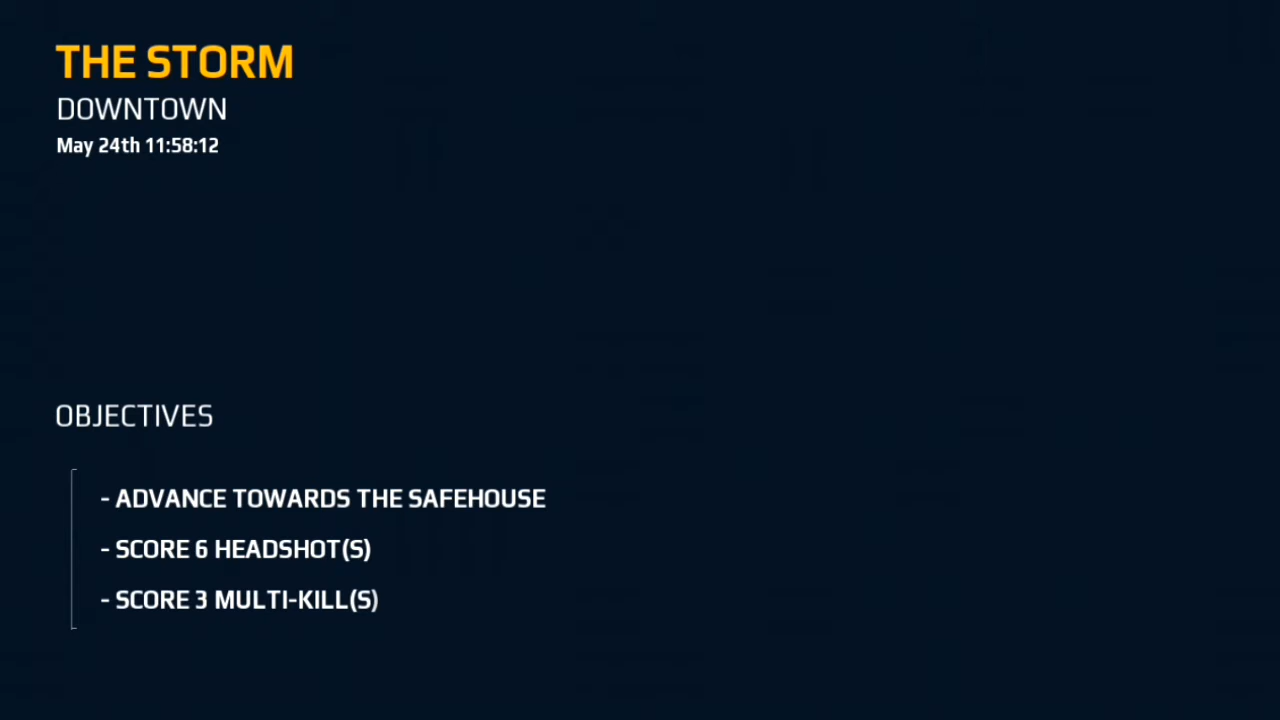 THE STORM
DOWNTOWN
May 24th 11:58:12
OBJECTIVES
- ADVANCE TOWARDS THE SAFEHOUSE
- SCORE 6 HEADSHOT(S)
- SCORE 3 MULTI-KILL(S)